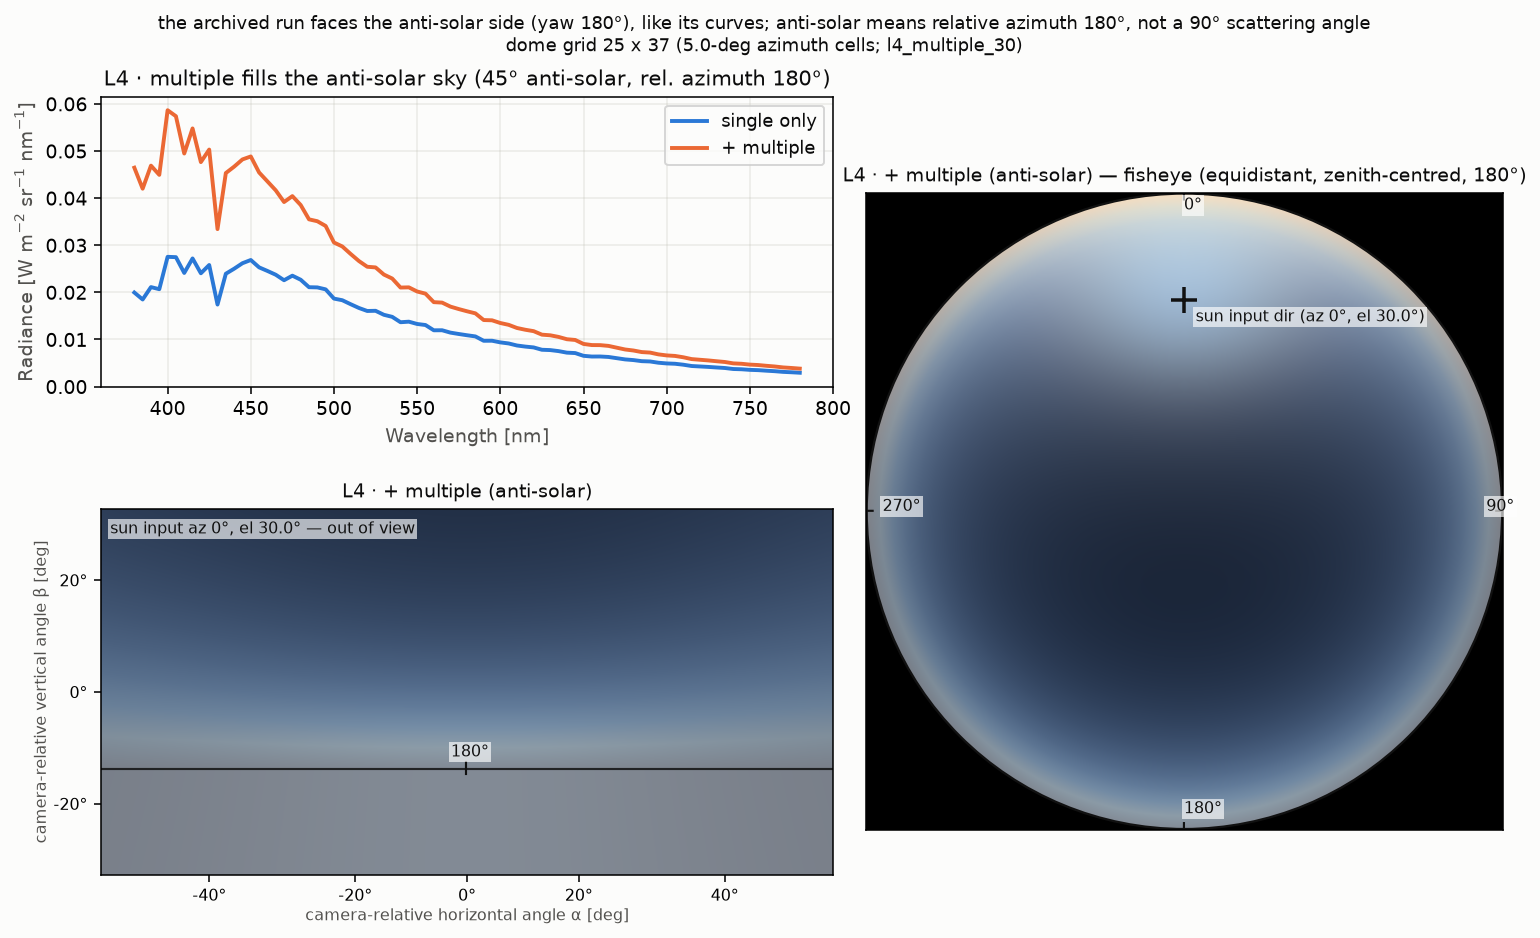 the archived run faces the anti-solar side (yaw 180°), like its curves; anti-solar means relative azimuth 180°, not a 90° scattering angle
dome grid 25 x 37 (5.0-deg azimuth cells; l4_multiple_30)
L4 · multiple fills the anti-solar sky (45° anti-solar, rel. azimuth 180°)
Radiance [W m⁻² sr⁻¹ nm⁻¹]
0.06
0.05
0.04
0.03
0.02
0.01
0.00
single only
+ multiple
400
450
500
550
600
650
700
750
800
Wavelength [nm]
L4 · + multiple (anti-solar) — fisheye (equidistant, zenith-centred, 180°)
0°
sun input dir (az 0°, el 30.0°)
270°
90°
180°
L4 · + multiple (anti-solar)
sun input az 0°, el 30.0° — out of view
camera-relative vertical angle β [deg]
20°
0°
-20°
180°
-40°
-20°
0°
20°
40°
camera-relative horizontal angle α [deg]